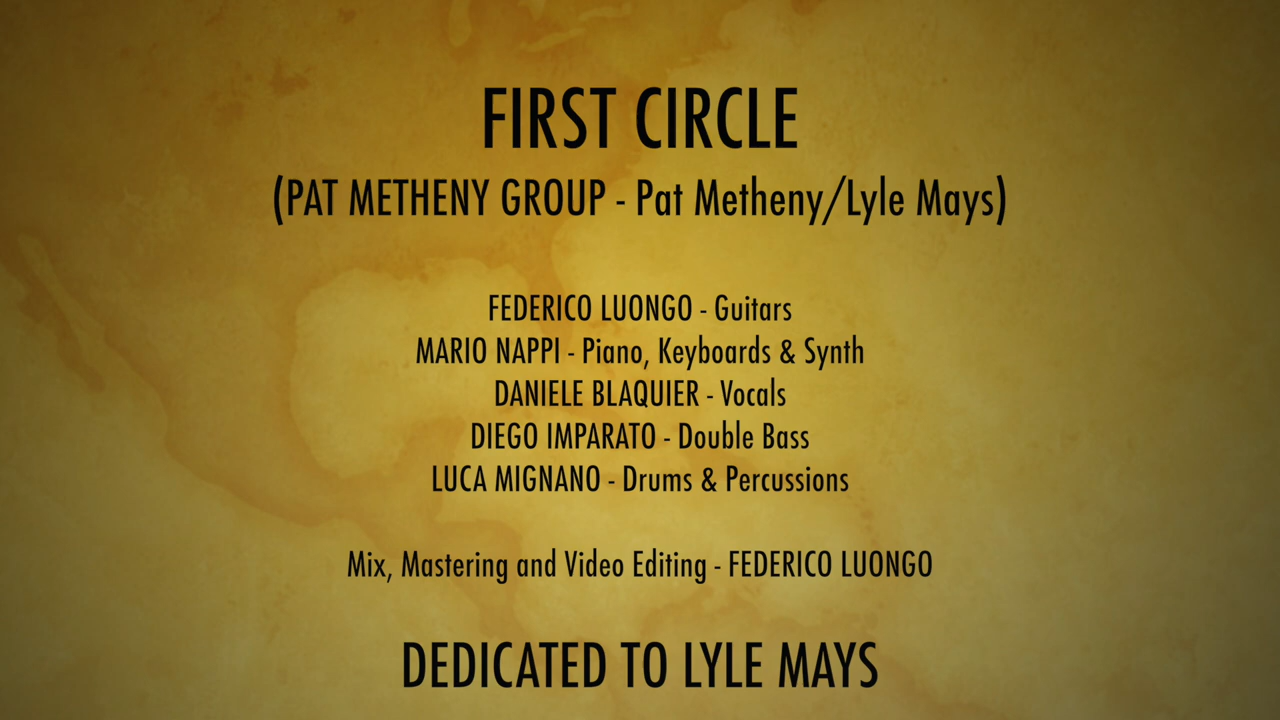 FIRST CIRCLE
(PAT METHENY GROUP - Pat Metheny/Lyle Mays)
FEDERICO LUONGO - Guitars
MARIO NAPPI - Piano, Keyboards & Synth
DANIELE BLAQUIER - Vocals
DIEGO IMPARATO - Double Bass
LUCA MIGNANO - Drums & Percussions
Mix, Mastering and Video Editing - FEDERICO LUONGO
DEDICATED TO LYLE MAYS